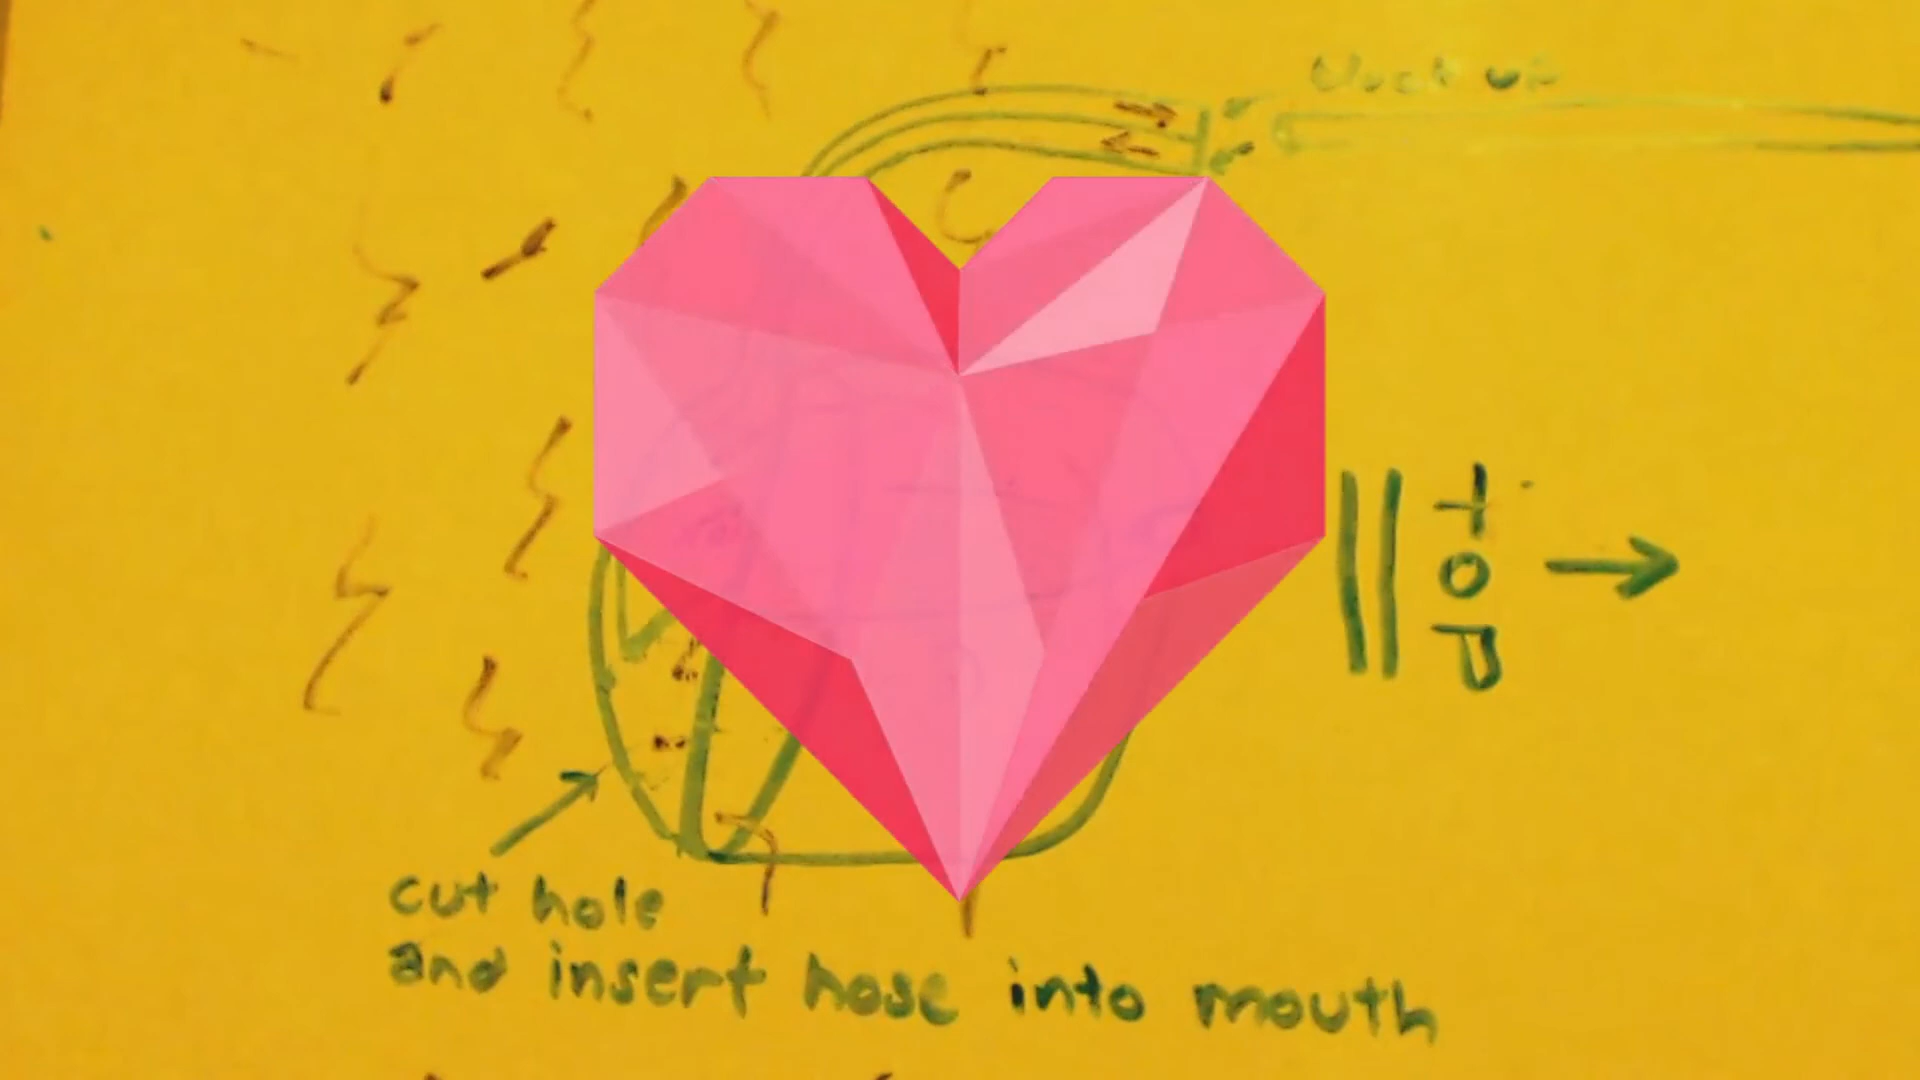 TOP
cut hole
and insert hose into mouth